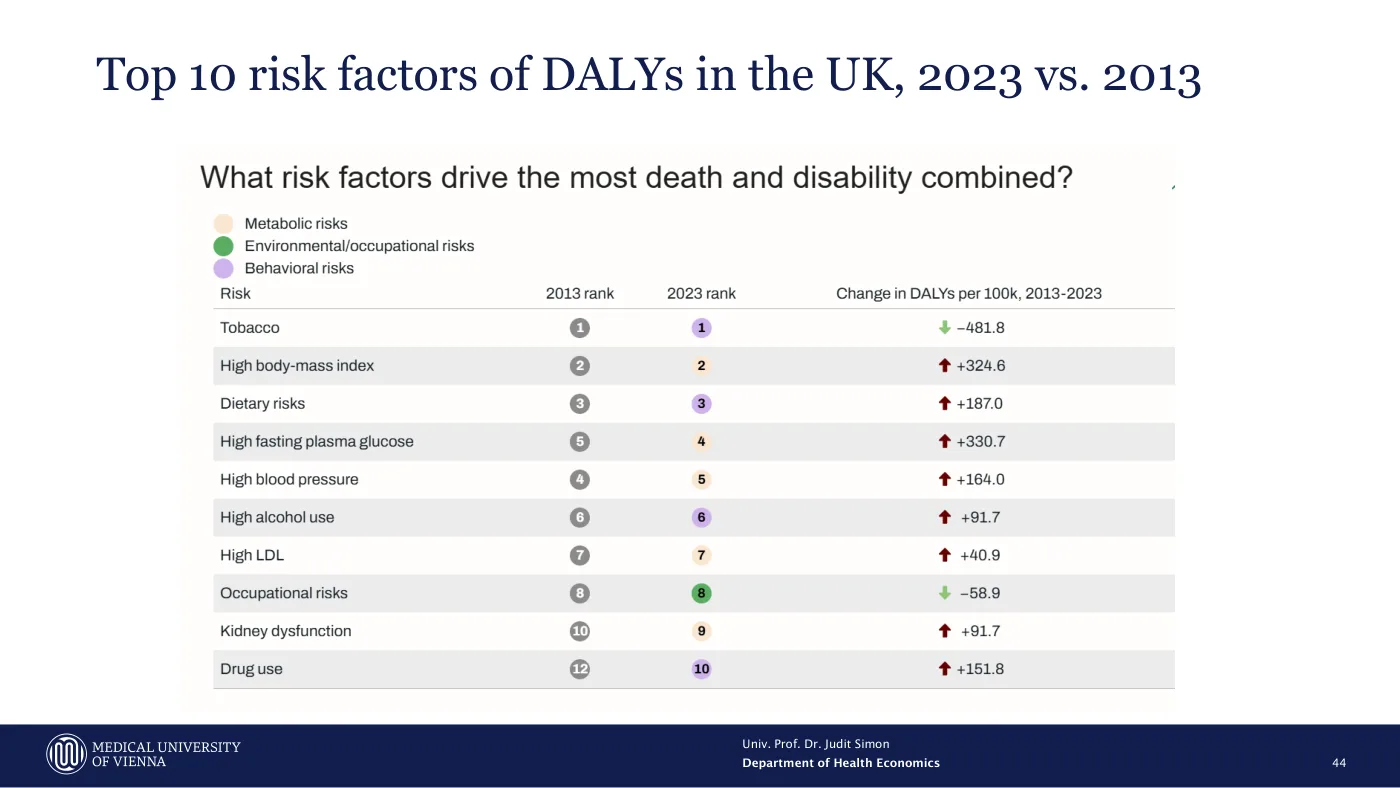 Top 10 risk factors of DALYs in the UK, 2023 vs. 2013
What risk factors drive the most death and disability combined?
Metabolic risks
Environmental/occupational risks
Behavioral risks
Risk 2013 rank 2023 rank Change in DALYs per 100k, 2013-2023
Tobacco 1 1 −481.8
High body-mass index 2 2 +324.6
Dietary risks 3 3 +187.0
High fasting plasma glucose 5 4 +330.7
High blood pressure 4 5 +164.0
High alcohol use 6 6 +91.7
High LDL 7 7 +40.9
Occupational risks 8 8 −58.9
Kidney dysfunction 10 9 +91.7
Drug use 12 10 +151.8
MEDICAL UNIVERSITY
OF VIENNA
Univ. Prof. Dr. Judit Simon
Department of Health Economics
44